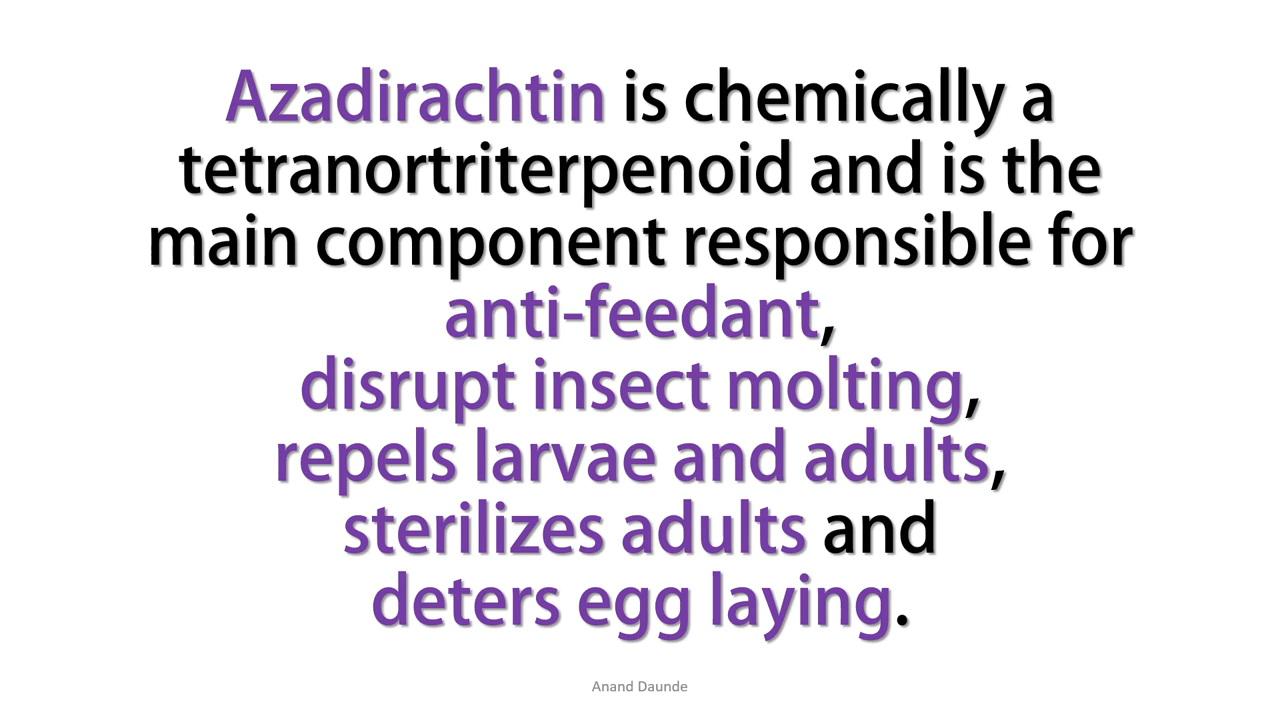 Azadirachtin is chemically a
tetranortriterpenoid and is the
main component responsible for
anti-feedant,
disrupt insect molting,
repels larvae and adults,
sterilizes adults and
deters egg laying.
Anand Daunde